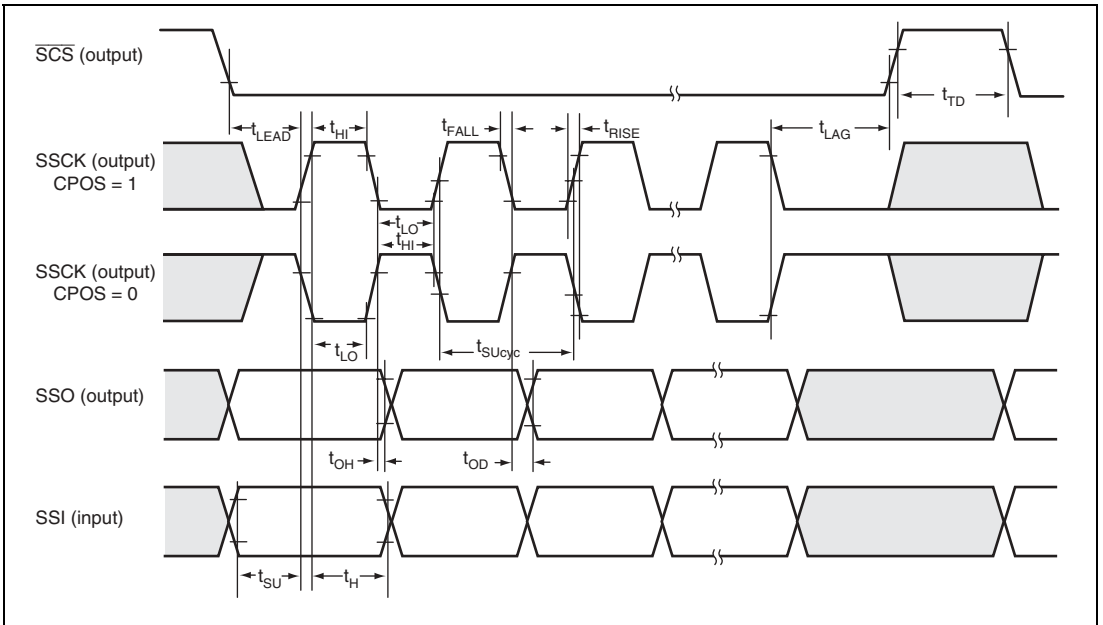 SCS (output)
tTD
tLEAD
tHI
tFALL
tRISE
tLAG
SSCK (output)
CPOS = 1
tLO
tHI
SSCK (output)
CPOS = 0
tLO
tSUcyc
SSO (output)
tOH
tOD
SSI (input)
tSU
tH